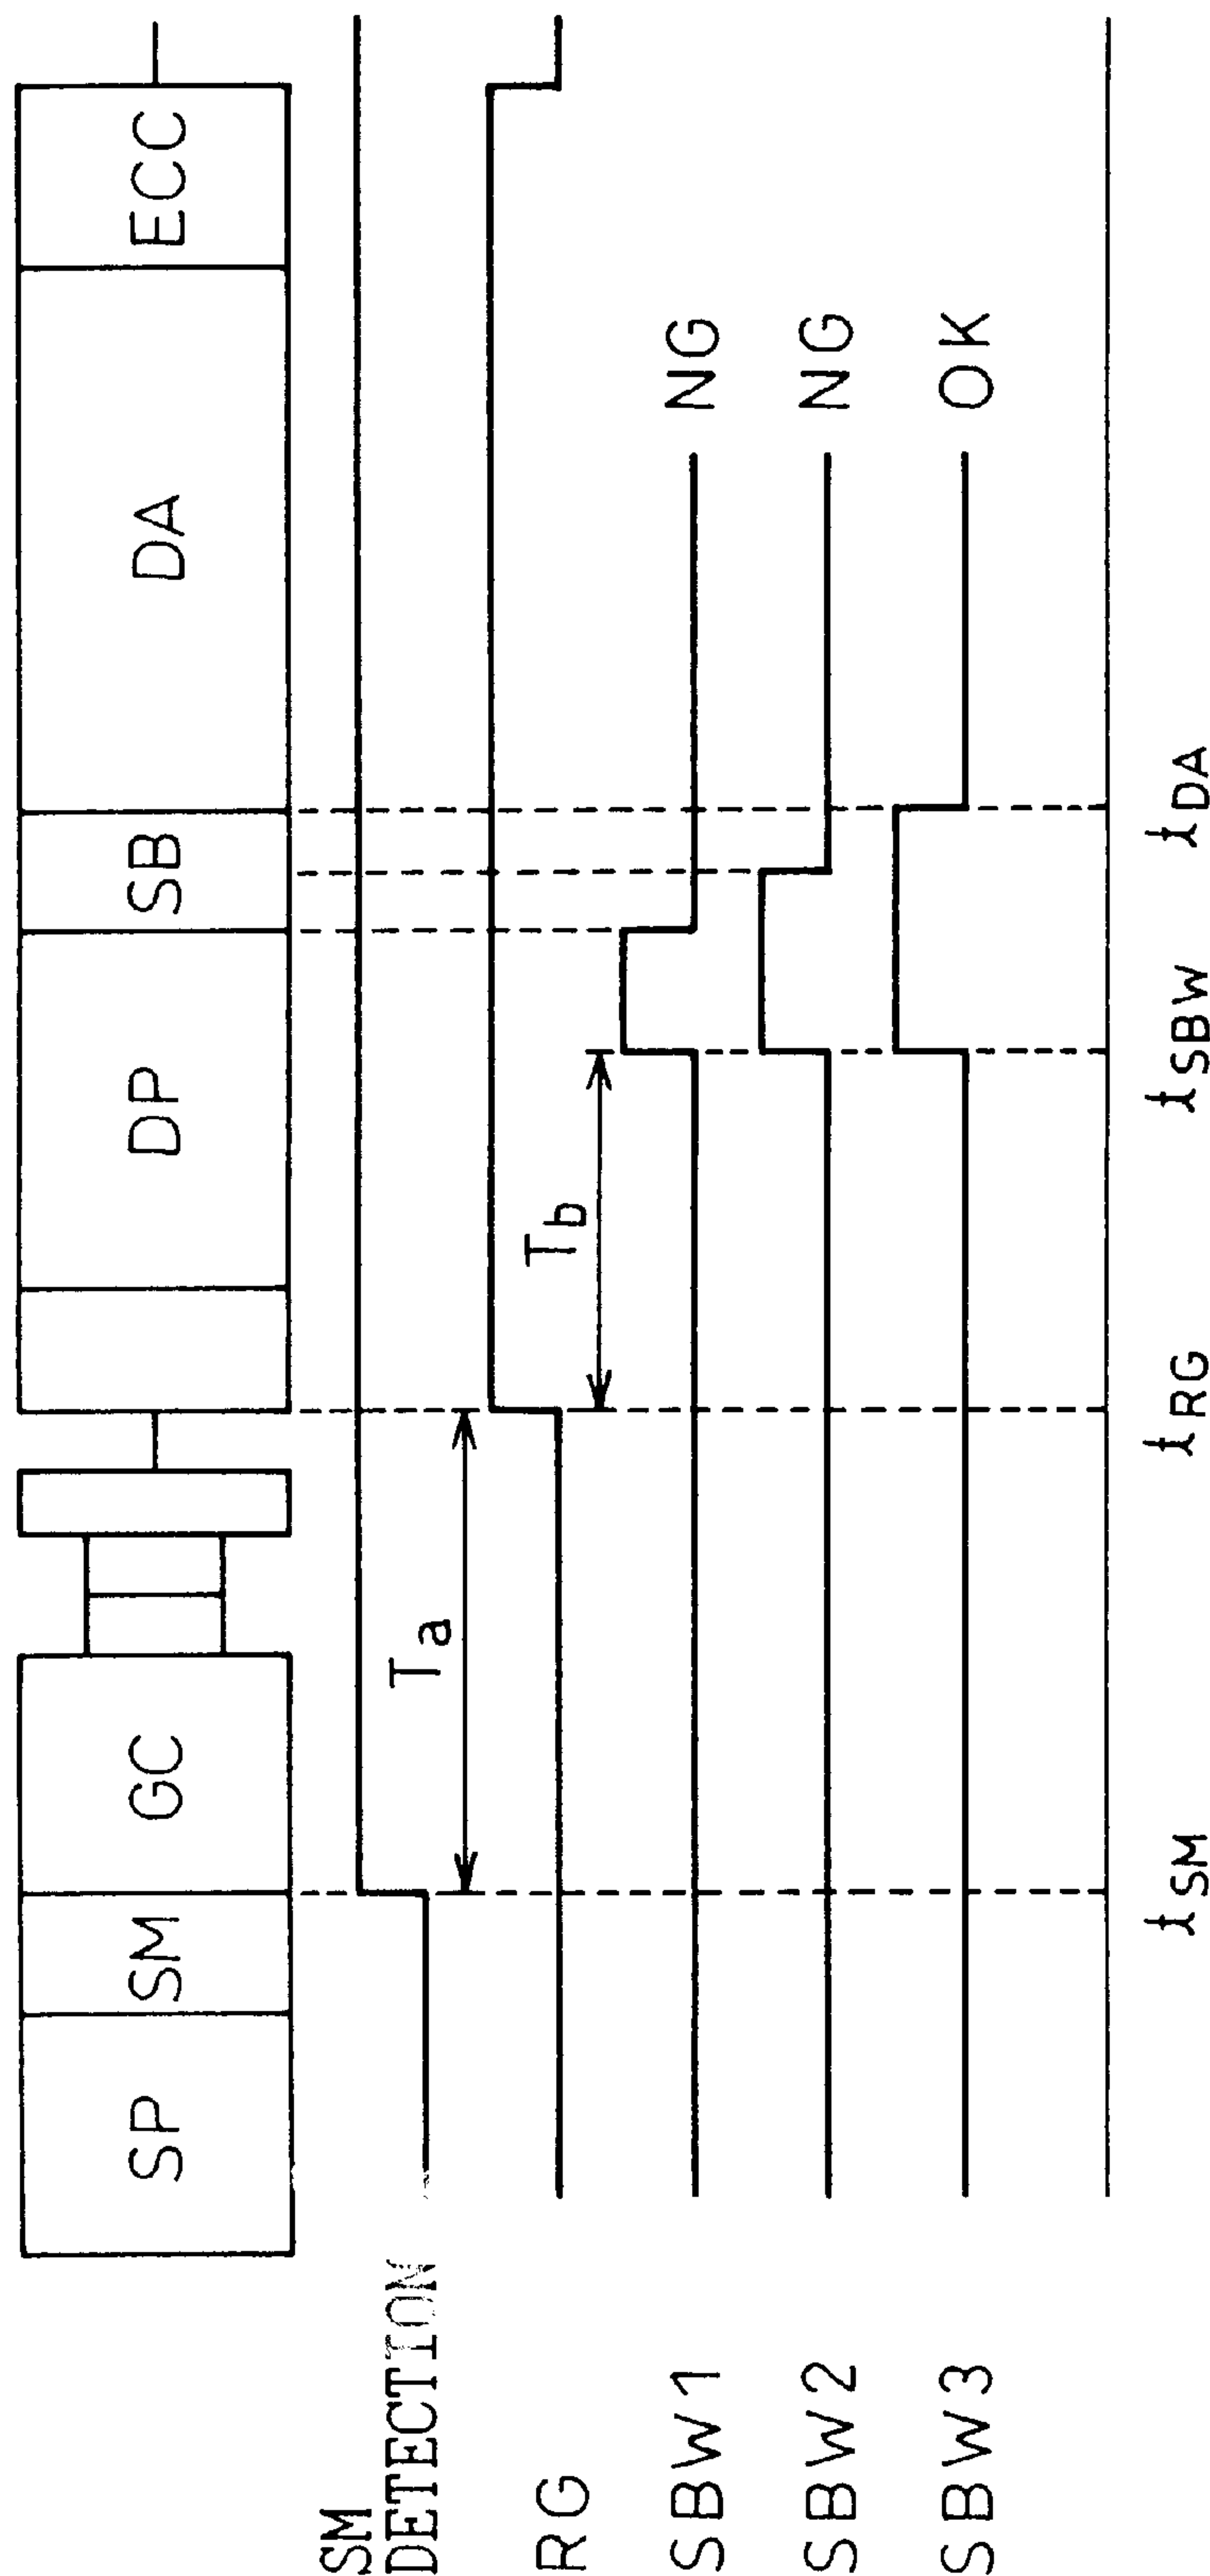 SP SM GC DP SB DA ECC
SM
DETECTION
Ta
RG
Tb
SBW1 NG
SBW2 NG
SBW3 OK
tSM tRG tSBW tDA